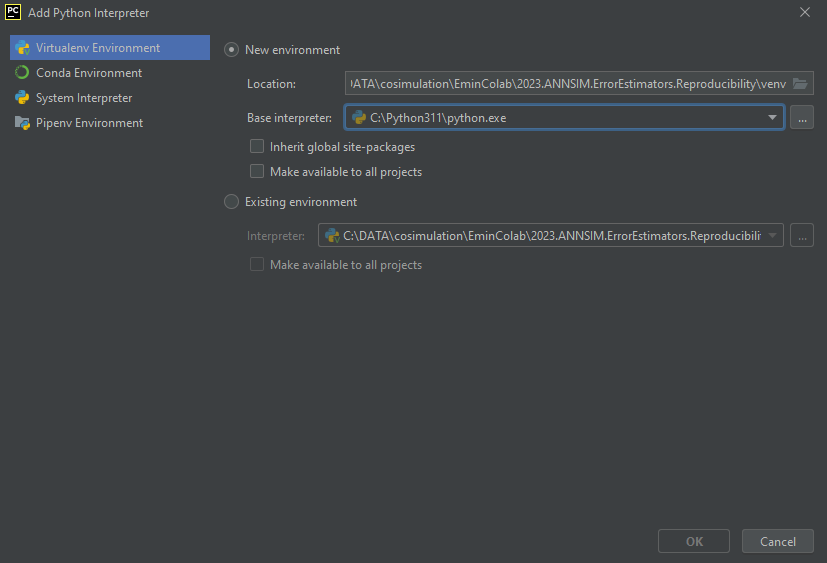 PC Add Python Interpreter
Virtualenv Environment
Conda Environment
System Interpreter
Pipenv Environment
New environment
Location: ATA\cosimulation\EminColab\2023.ANNSIM.ErrorEstimators.Reproducibility\venv
Base interpreter: C:\Python311\python.exe ...
Inherit global site-packages
Make available to all projects
Existing environment
Interpreter: C:\DATA\cosimulation\EminColab\2023.ANNSIM.ErrorEstimators.Reproducibili ...
Make available to all projects
OK Cancel